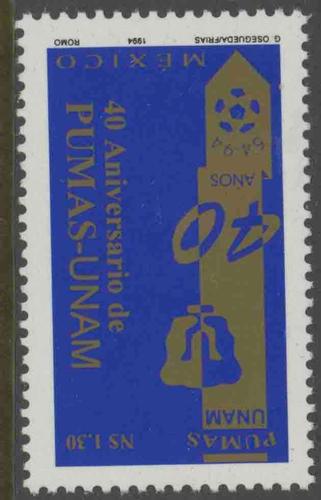 PUMAS
UNAM
N$ 1.30
40
AÑOS
54-94
40 Aniversario de
PUMAS-UNAM
MÉXICO
G OSEGUEDA/FRIAS 1994 ROMO